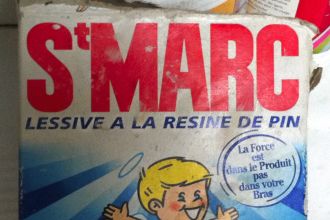 St MARC
LESSIVE A LA RESINE DE PIN
La Force
est
dans le Produit
pas
dans votre
Bras